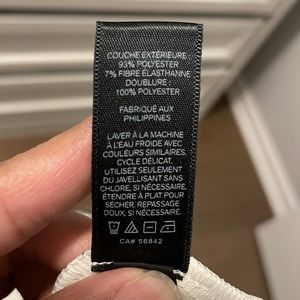 COUCHE EXTÉRIEURE :
93% POLYESTER
7% FIBRE ÉLASTHANNE
DOUBLURE :
100% POLYESTER
FABRIQUÉ AUX
PHILIPPINES
LAVER À LA MACHINE
À L'EAU FROIDE AVEC
COULEURS SIMILAIRES.
CYCLE DÉLICAT.
UTILISEZ SEULEMENT
DU JAVELLISANT SANS
CHLORE, SI NÉCESSAIRE.
ÉTENDRE À PLAT POUR
SÉCHER. REPASSAGE
DOUX, SI NÉCESSAIRE.
CA# 56842